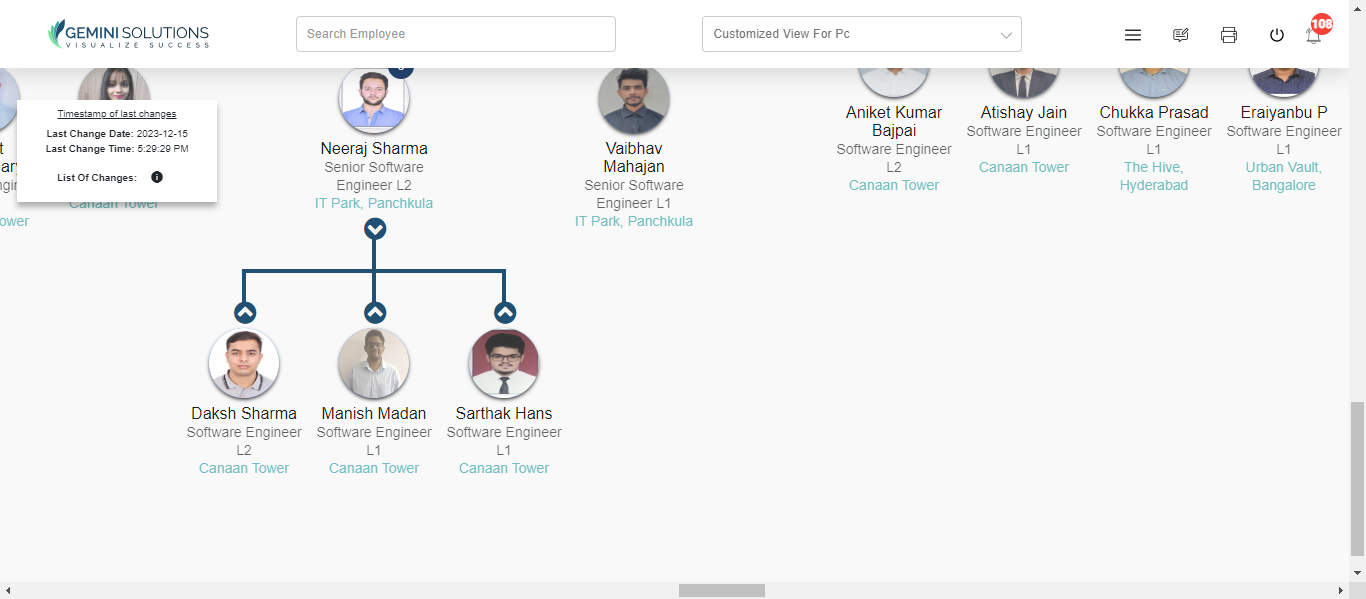 GEMINI SOLUTIONS
VISUALIZE SUCCESS
Search Employee
Customized View For Pc
108
Timestamp of last changes
Last Change Date: 2023-12-15
Last Change Time: 5:29:29 PM
List Of Changes:
Canaan Tower
ower
Neeraj Sharma
Senior Software
Engineer L2
IT Park, Panchkula
Vaibhav
Mahajan
Senior Software
Engineer L1
IT Park, Panchkula
Aniket Kumar
Bajpai
Software Engineer
L2
Canaan Tower
Atishay Jain
Software Engineer
L1
Canaan Tower
Chukka Prasad
Software Engineer
L1
The Hive,
Hyderabad
Eraiyanbu P
Software Engineer
L1
Urban Vault,
Bangalore
Daksh Sharma
Software Engineer
L2
Canaan Tower
Manish Madan
Software Engineer
L1
Canaan Tower
Sarthak Hans
Software Engineer
L1
Canaan Tower